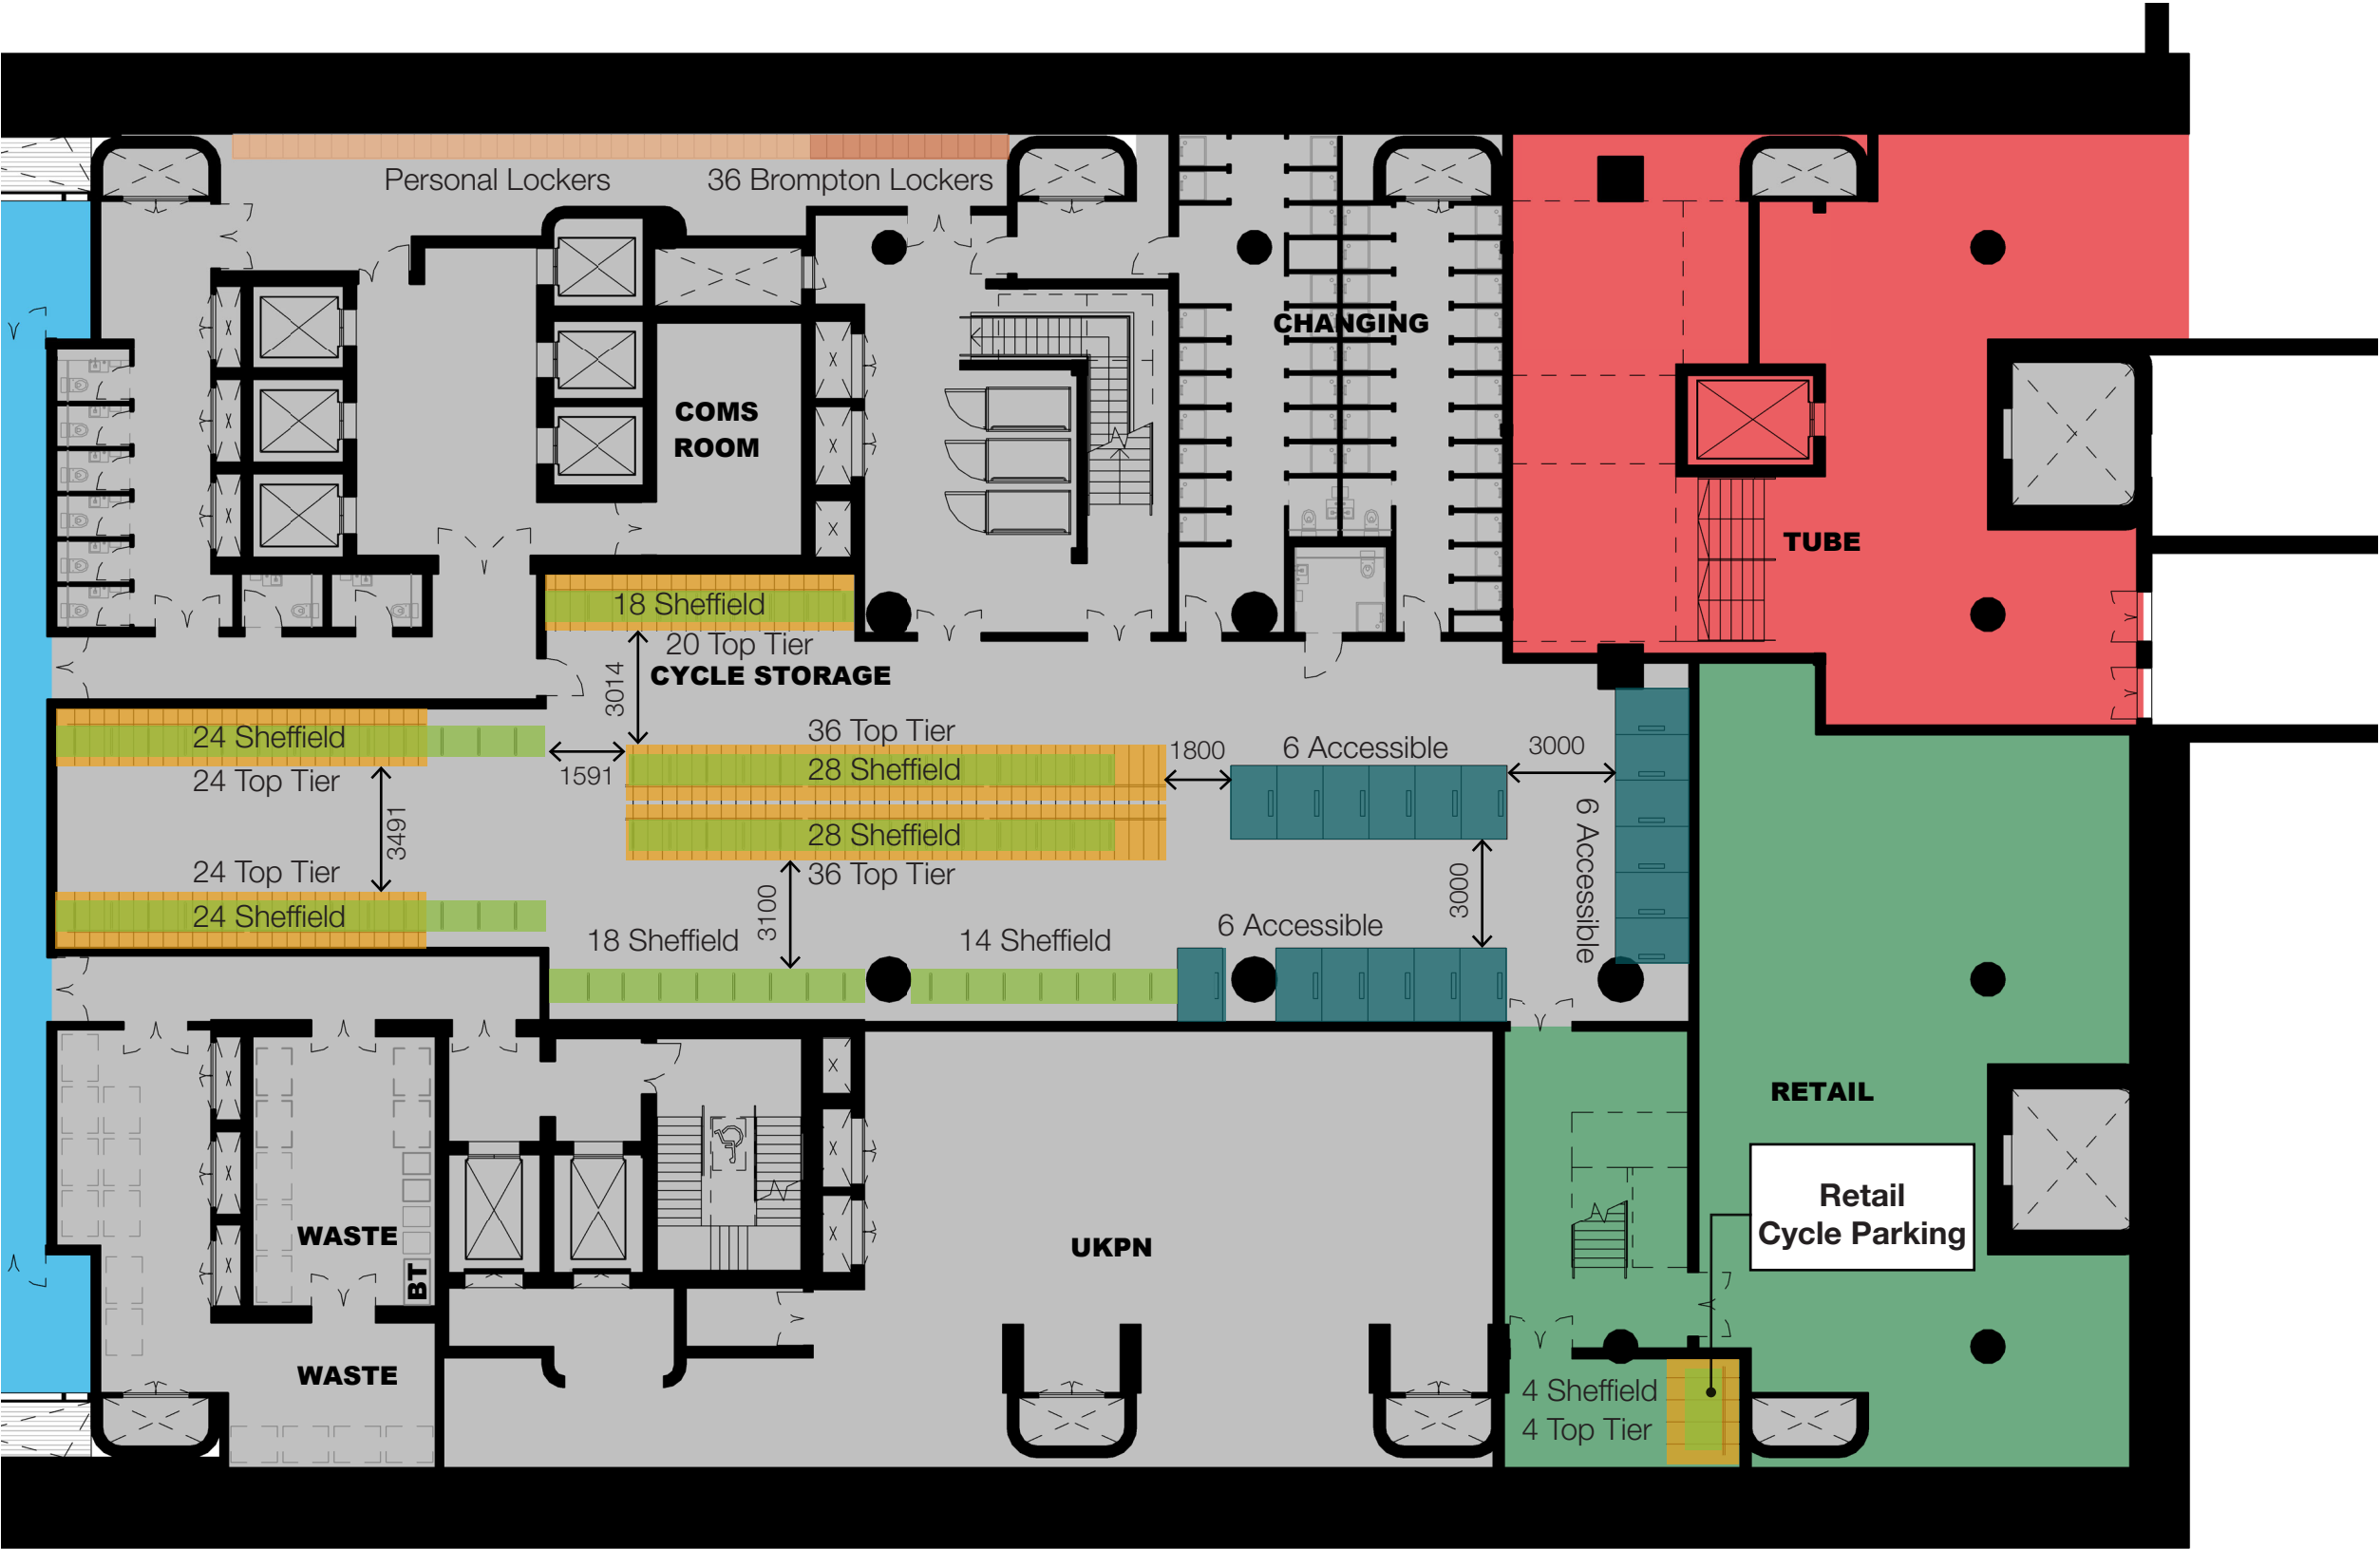 Personal Lockers
36 Brompton Lockers
CHANGING
COMS
ROOM
TUBE
18 Sheffield
20 Top Tier
CYCLE STORAGE
3014
24 Sheffield
24 Top Tier
3491
1591
36 Top Tier
28 Sheffield
28 Sheffield
36 Top Tier
1800
6 Accessible
3000
6 Accessible
24 Top Tier
24 Sheffield
3100
18 Sheffield
14 Sheffield
6 Accessible
3000
RETAIL
Retail
Cycle Parking
WASTE
BT
UKPN
WASTE
4 Sheffield
4 Top Tier